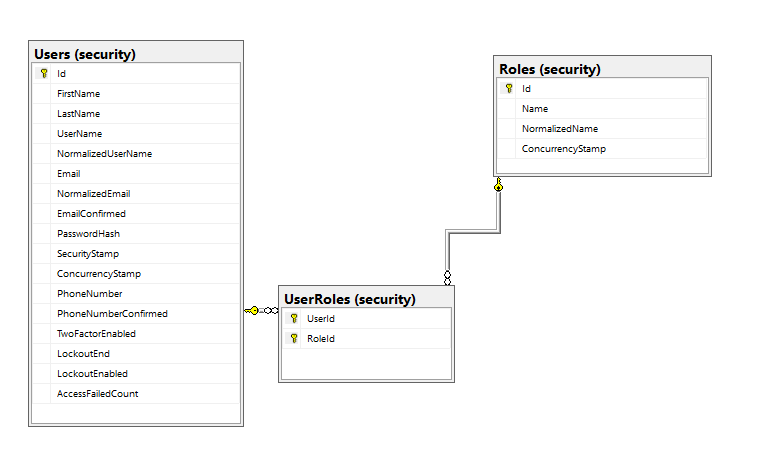 Users (security)
Id
FirstName
LastName
UserName
NormalizedUserName
Email
NormalizedEmail
EmailConfirmed
PasswordHash
SecurityStamp
ConcurrencyStamp
PhoneNumber
PhoneNumberConfirmed
TwoFactorEnabled
LockoutEnd
LockoutEnabled
AccessFailedCount
UserRoles (security)
UserId
RoleId
Roles (security)
Id
Name
NormalizedName
ConcurrencyStamp